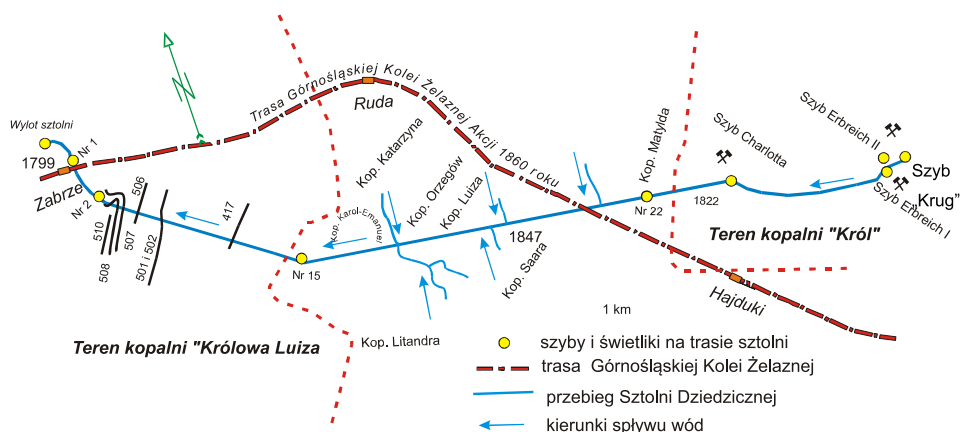 Trasa Górnośląskiej Kolei Żelaznej Akcji 1860 roku
Ruda
Wylot sztolni
Nr 1
1799
Zabrze
Nr 2
510
508
507
506
501 i 502
417
Nr 15
Kop. Karol-Emanuel
Kop. Katarzyna
Kop. Orzegów
Kop. Luiza
1847
Kop. Saara
Kop. Litandra
Kop. Matylda
Nr 22
Szyb Charlotta
1822
Szyb Erbreich II
Szyb
"Krug"
Szyb Erbreich I
Teren kopalni "Król"
Hajduki
Teren kopalni "Królowa Luiza
1 km
szyby i świetliki na trasie sztolni
trasa Górnośląskiej Kolei Żelaznej
przebieg Sztolni Dziedzicznej
kierunki spływu wód